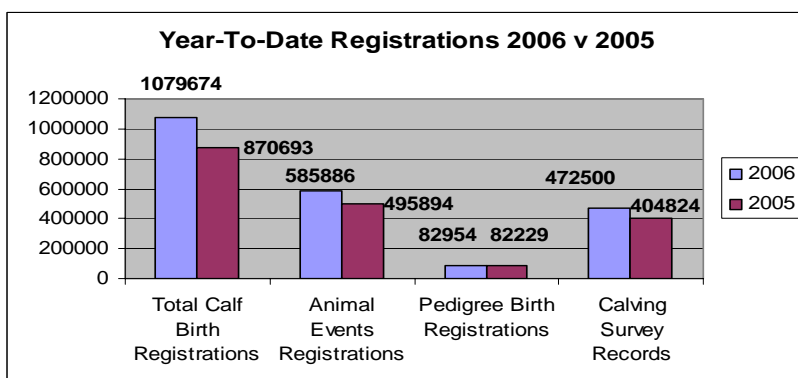 Year-To-Date Registrations 2006 v 2005
1079674
1200000
1000000
800000
600000
400000
200000
0
870693
585886
495894
82954 82229
472500
404824
2006
2005
Total Calf
Birth
Registrations
Animal
Events
Registrations
Pedigree Birth
Registrations
Calving
Survey
Records